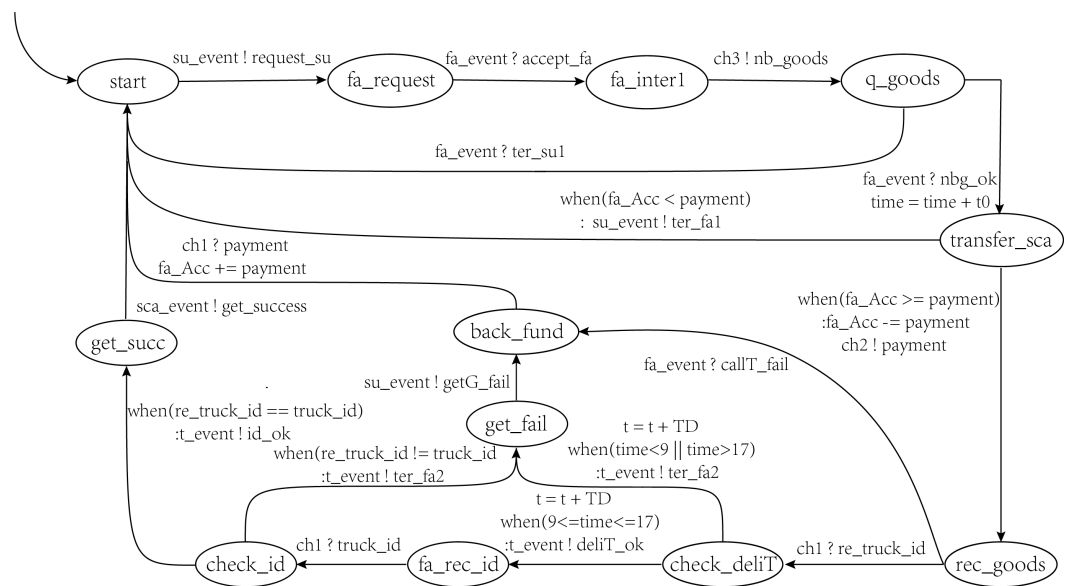 su_event ! request_su
fa_event ? accept_fa
ch3 ! nb_goods
start
fa_request
fa_inter1
q_goods
fa_event ? ter_su1
fa_event ? nbg_ok
time = time + t0
when(fa_Acc < payment)
: su_event ! ter_fa1
transfer_sca
ch1 ? payment
fa_Acc += payment
sca_event ! get_success
when(fa_Acc >= payment)
:fa_Acc -= payment
ch2 ! payment
get_succ
back_fund
fa_event ? callT_fail
su_event ! getG_fail
when(re_truck_id == truck_id)
:t_event ! id_ok
get_fail
t = t + TD
when(time<9 || time>17)
:t_event ! ter_fa2
when(re_truck_id != truck_id
:t_event ! ter_fa2
t = t + TD
when(9<=time<=17)
:t_event ! deliT_ok
ch1 ? truck_id
ch1 ? re_truck_id
check_id
fa_rec_id
check_deliT
rec_goods